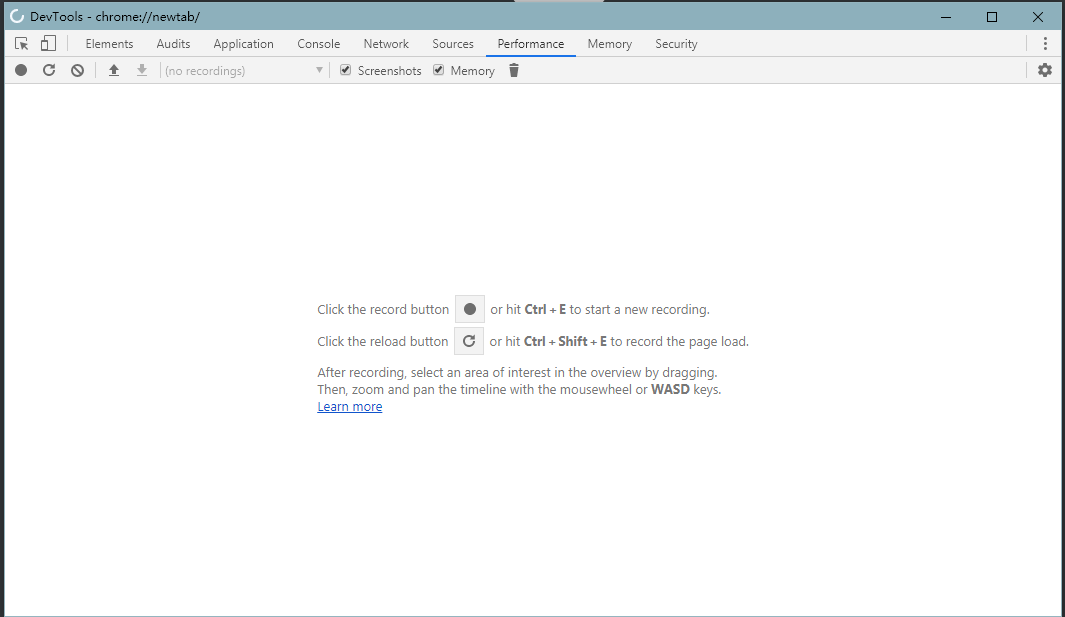 DevTools - chrome://newtab/
Elements Audits Application Console Network Sources Performance Memory Security
(no recordings) Screenshots Memory
Click the record button or hit Ctrl + E to start a new recording.
Click the reload button or hit Ctrl + Shift + E to record the page load.
After recording, select an area of interest in the overview by dragging.
Then, zoom and pan the timeline with the mousewheel or WASD keys.
Learn more